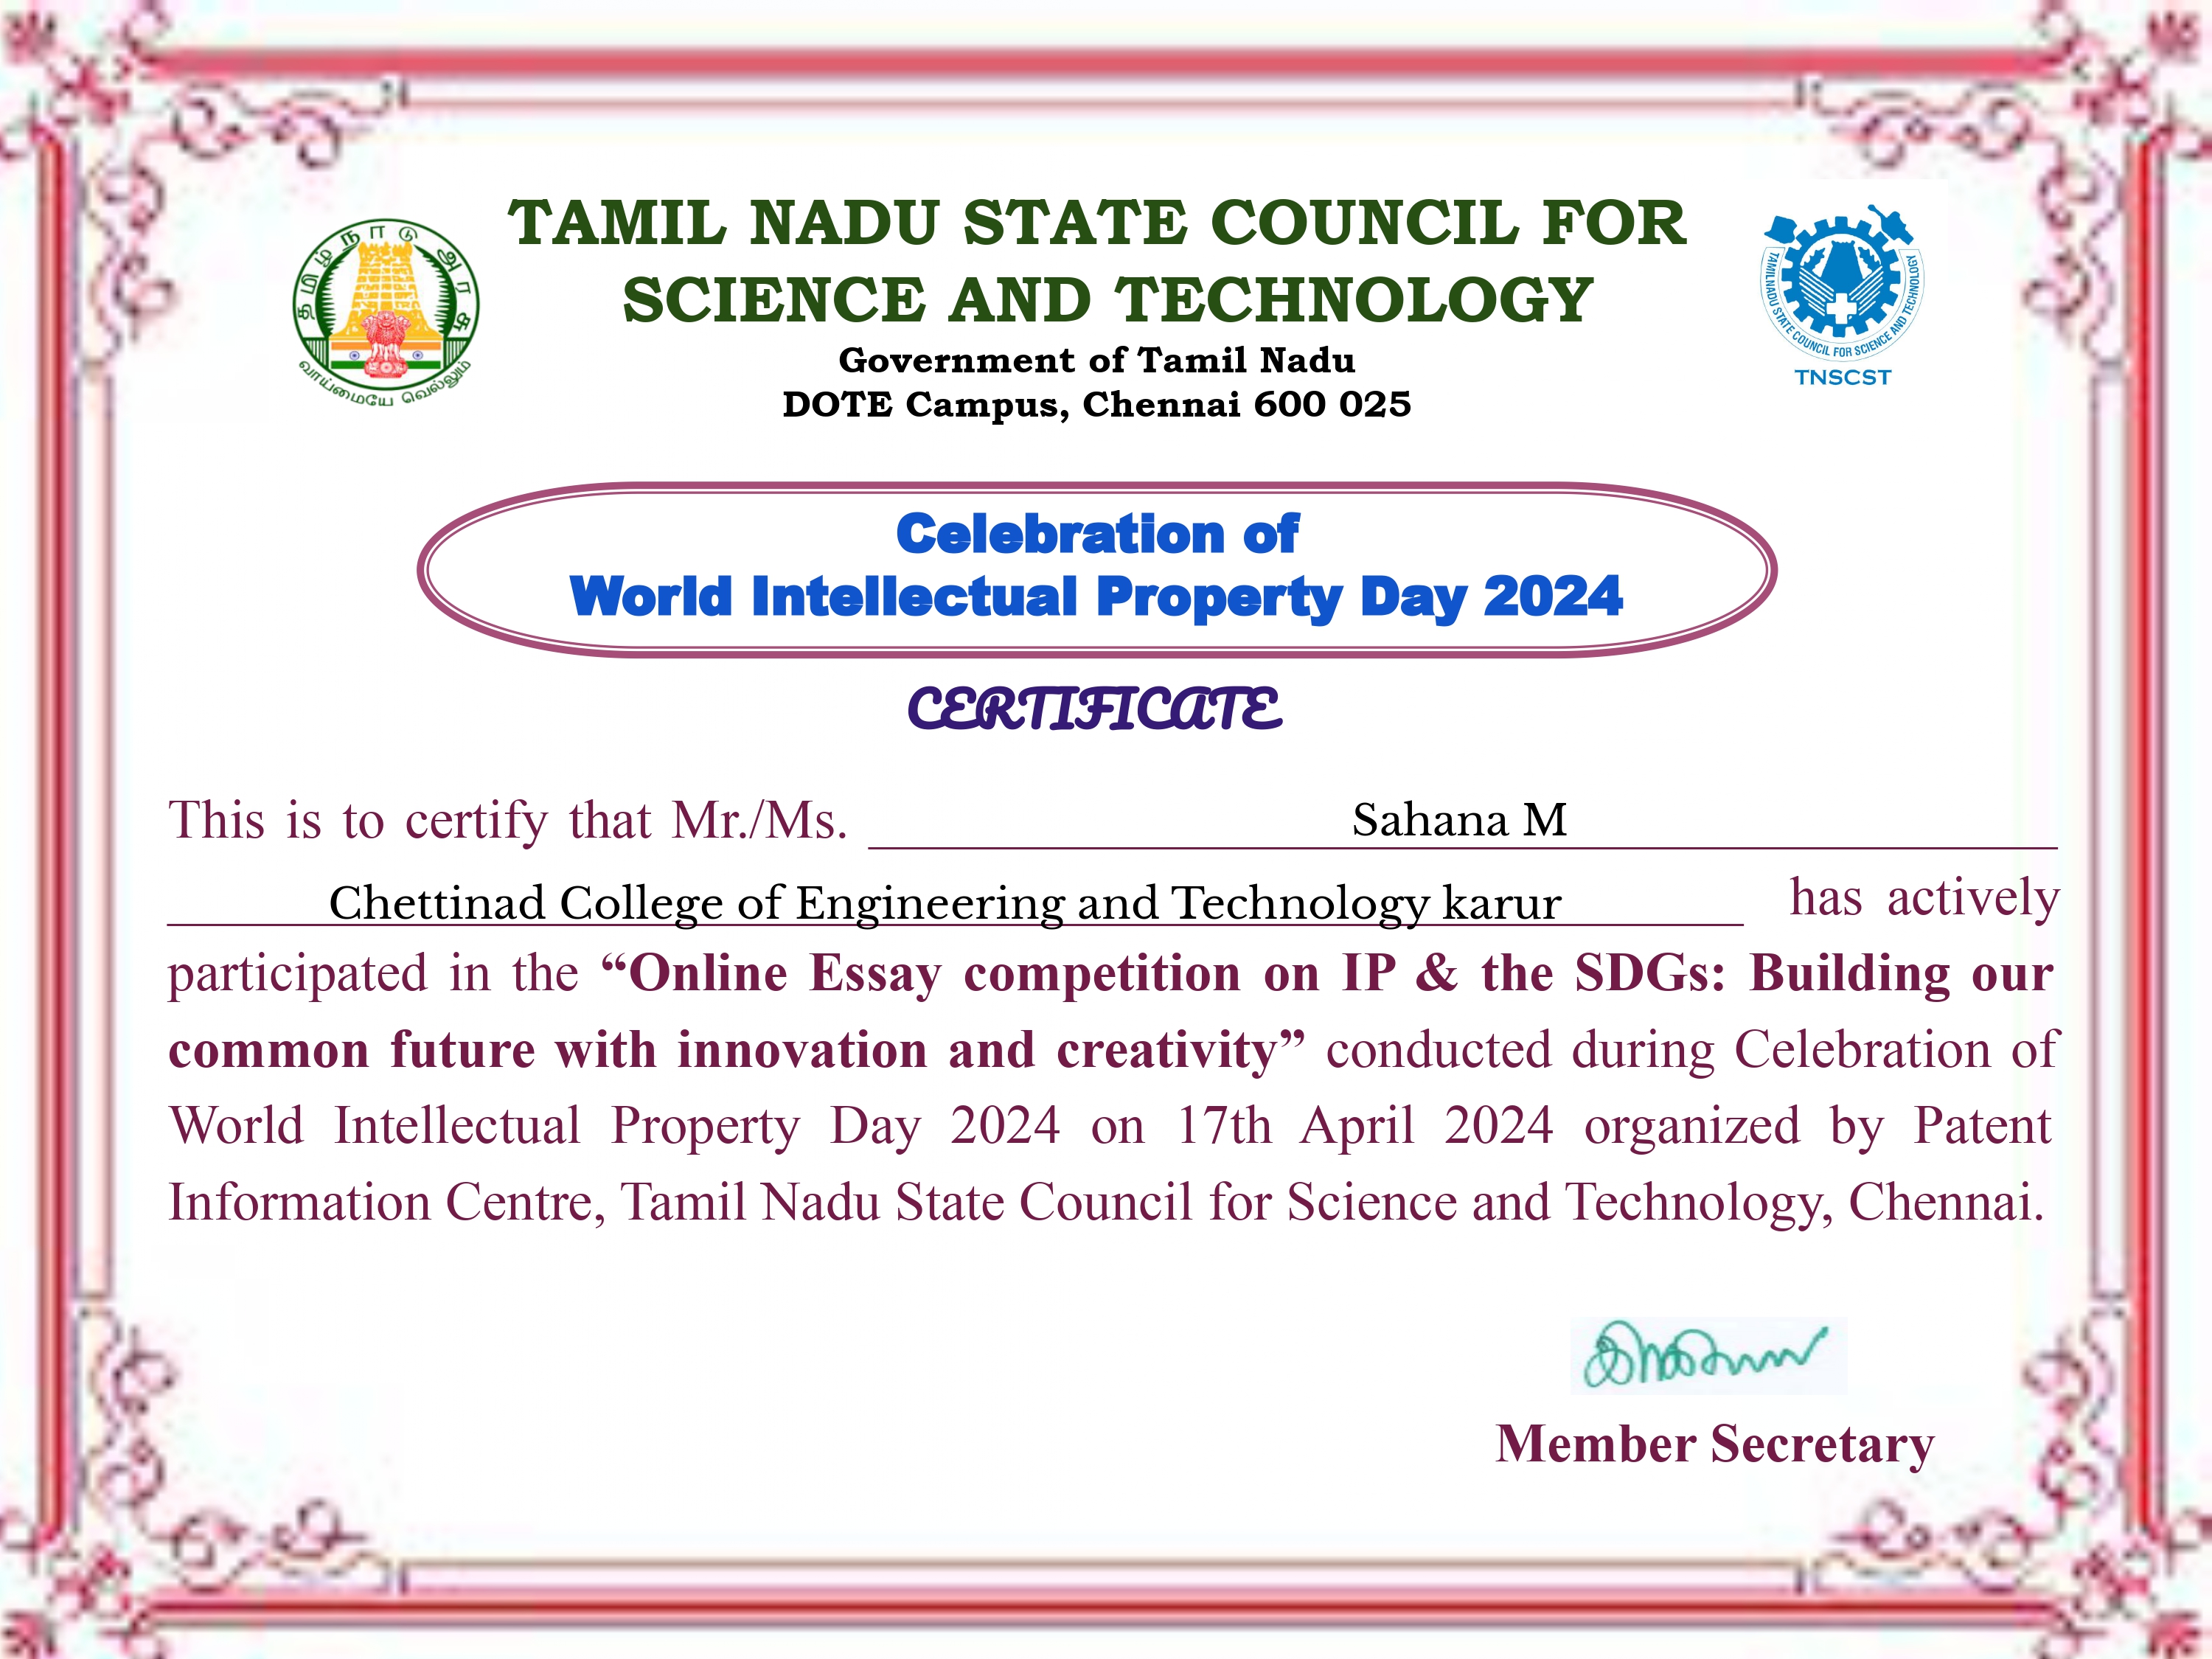 TAMIL NADU STATE COUNCIL FOR
SCIENCE AND TECHNOLOGY
Government of Tamil Nadu
DOTE Campus, Chennai 600 025
தமிழ்நாடு அரசு
வாய்மையே வெல்லும்
TAMILNADU STATE COUNCIL FOR SCIENCE AND TECHNOLOGY
TNSCST
Celebration of
World Intellectual Property Day 2024
CERTIFICATE
This is to certify that Mr./Ms. Sahana M
Chettinad College of Engineering and Technology karur has actively
participated in the “Online Essay competition on IP & the SDGs: Building our
common future with innovation and creativity” conducted during Celebration of
World Intellectual Property Day 2024 on 17th April 2024 organized by Patent
Information Centre, Tamil Nadu State Council for Science and Technology, Chennai.
Member Secretary